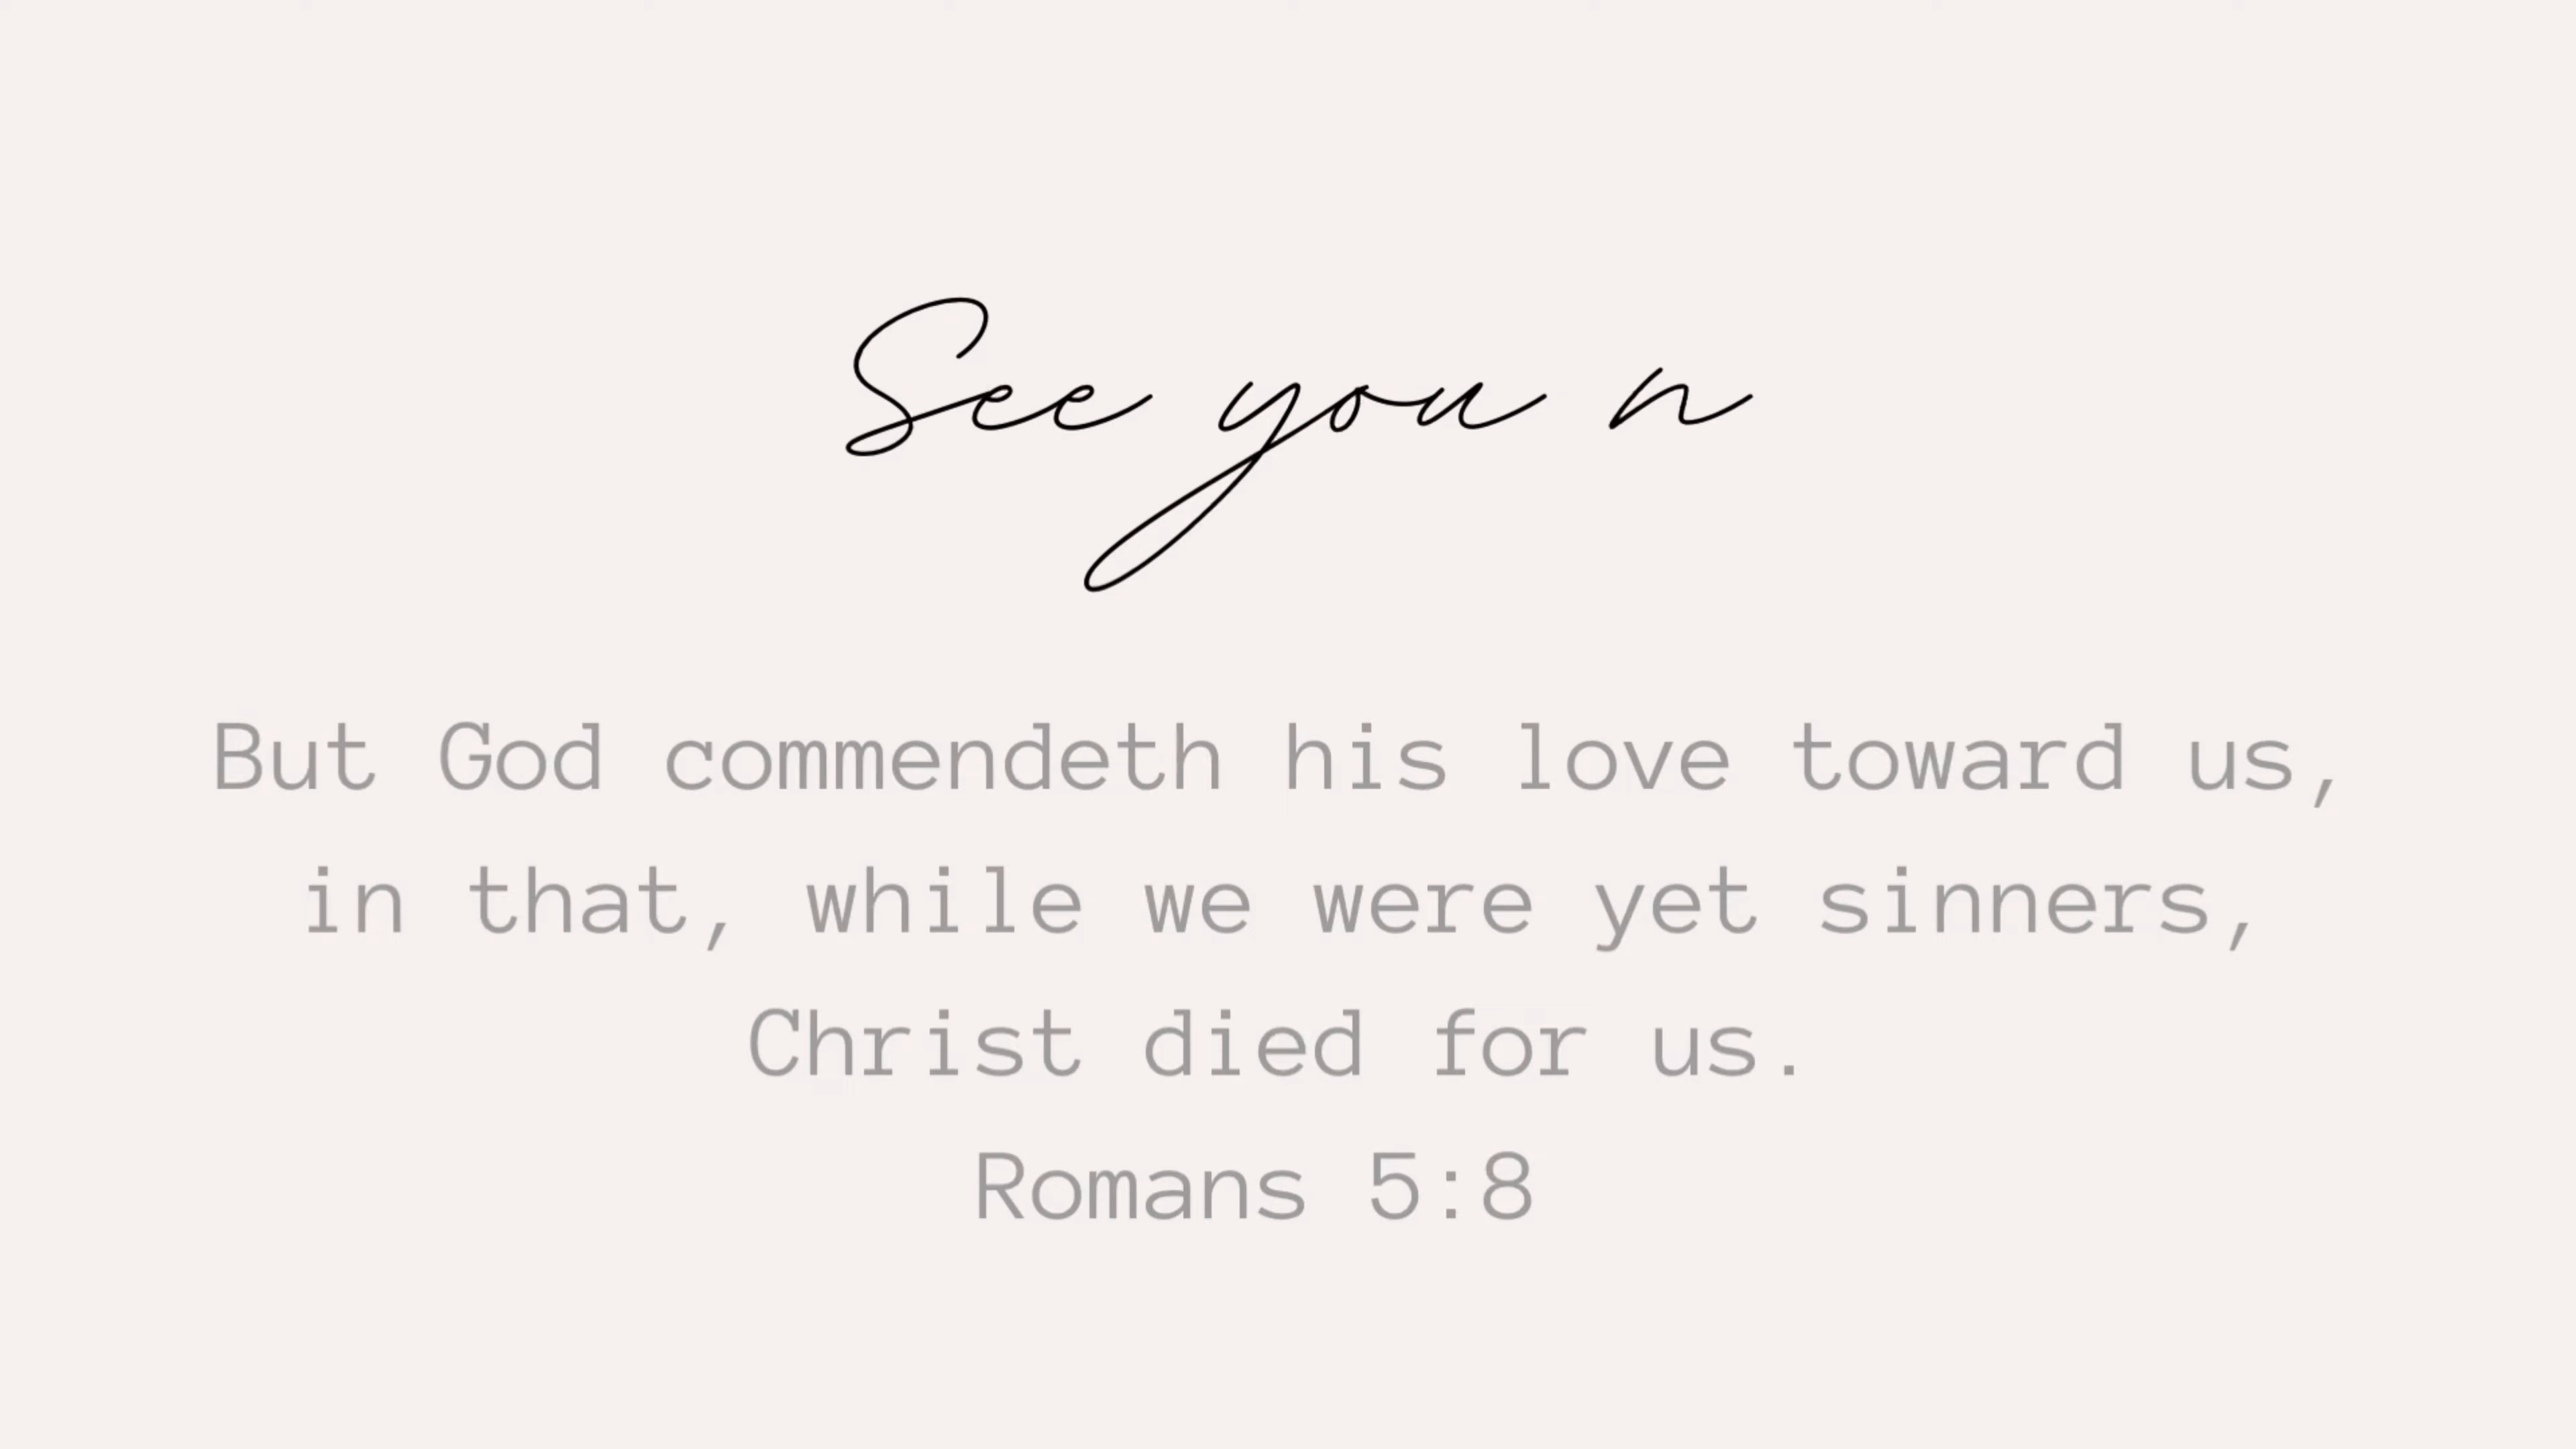 See you n
But God commendeth his love toward us,
in that, while we were yet sinners,
Christ died for us.
Romans 5:8